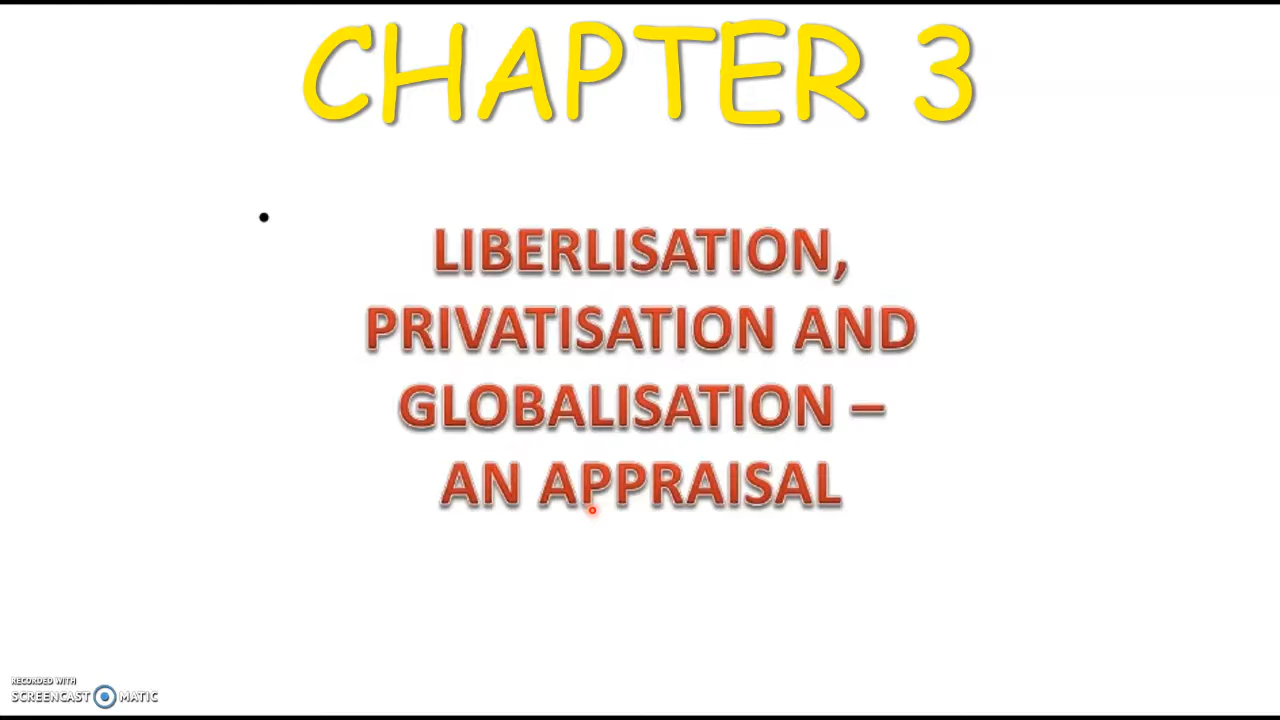 CHAPTER 3
• LIBERLISATION,
PRIVATISATION AND
GLOBALISATION –
AN APPRAISAL
RECORDED WITH
SCREENCAST MATIC